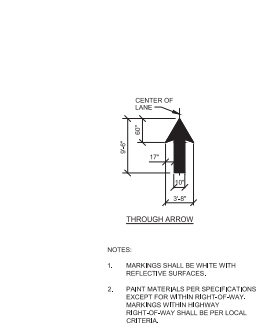 CENTER OF
LANE
60"
9'-6"
17"
10"
3'-8"
THROUGH ARROW
NOTES:
1. MARKINGS SHALL BE WHITE WITH
REFLECTIVE SURFACES.
2. PAINT MATERIALS PER SPECIFICATIONS
EXCEPT FOR WITHIN RIGHT-OF-WAY.
MARKINGS WITHIN HIGHWAY
RIGHT-OF-WAY SHALL BE PER LOCAL
CRITERIA.